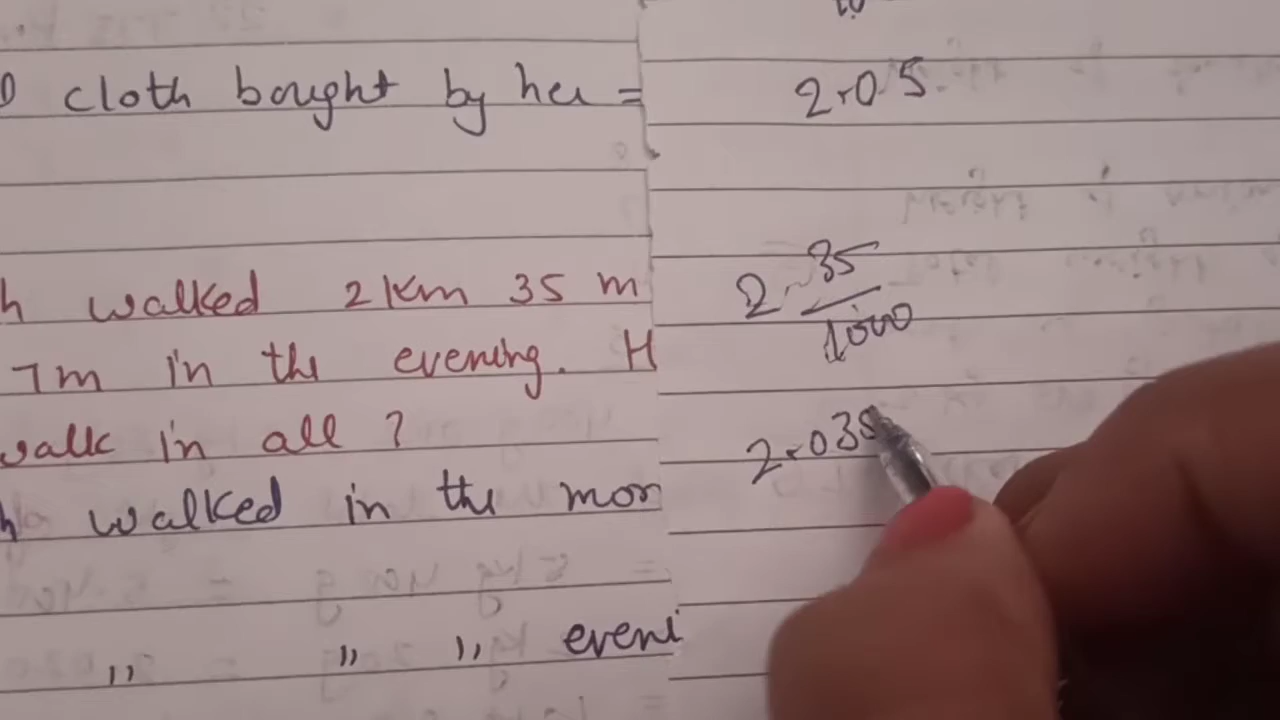 cloth bought by her =
h walked 2 Km 35 m
7m in the evening. H
walk in all ?
h walked in the mor
,, ,, ,, eveni
2.05
2. 35/1000
2.035